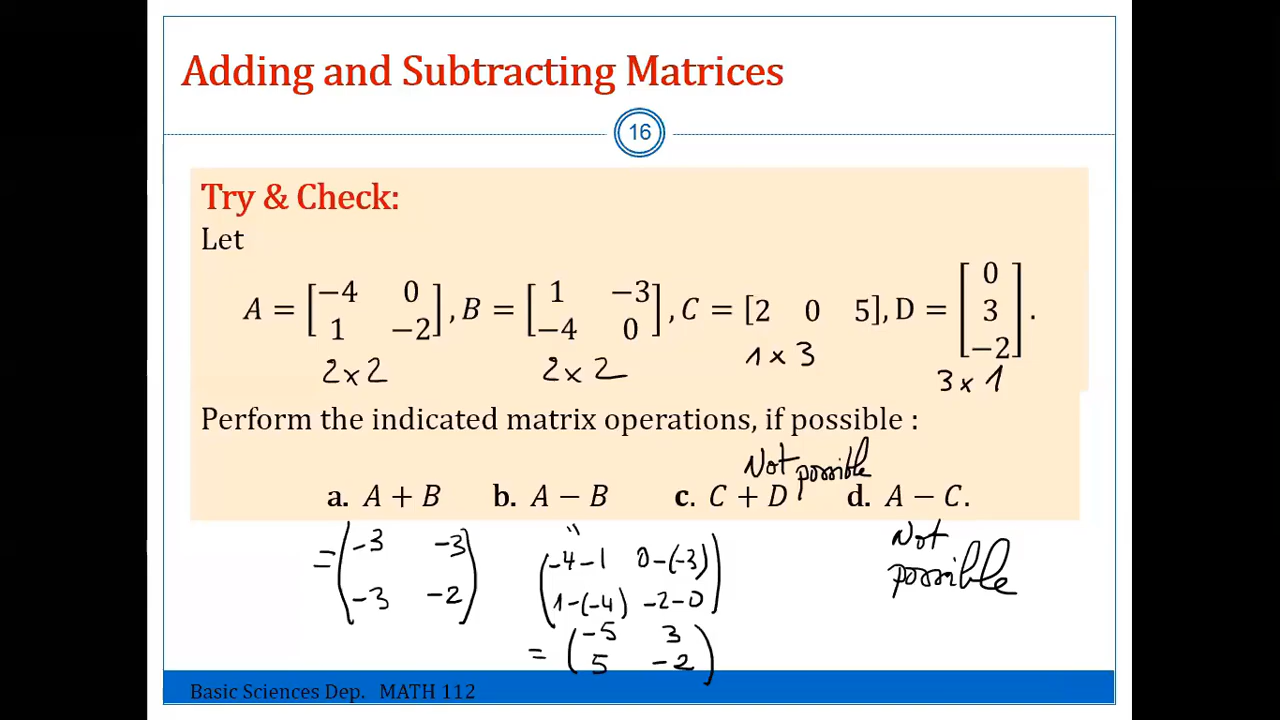 Adding and Subtracting Matrices
16
Try & Check:
Let
A = [−4 0; 1 −2], B = [1 −3; −4 0], C = [2 0 5], D = [0; 3; −2].
2 x 2 2 x 2 1 x 3 3 x 1
Perform the indicated matrix operations, if possible :
Not possible
a. A + B b. A − B c. C + D d. A − C.
= (-3 -3; -3 -2)
"
(-4-1 0-(-3); 1-(-4) -2-0)
= (-5 3; 5 -2)
Not
possible
Basic Sciences Dep. MATH 112